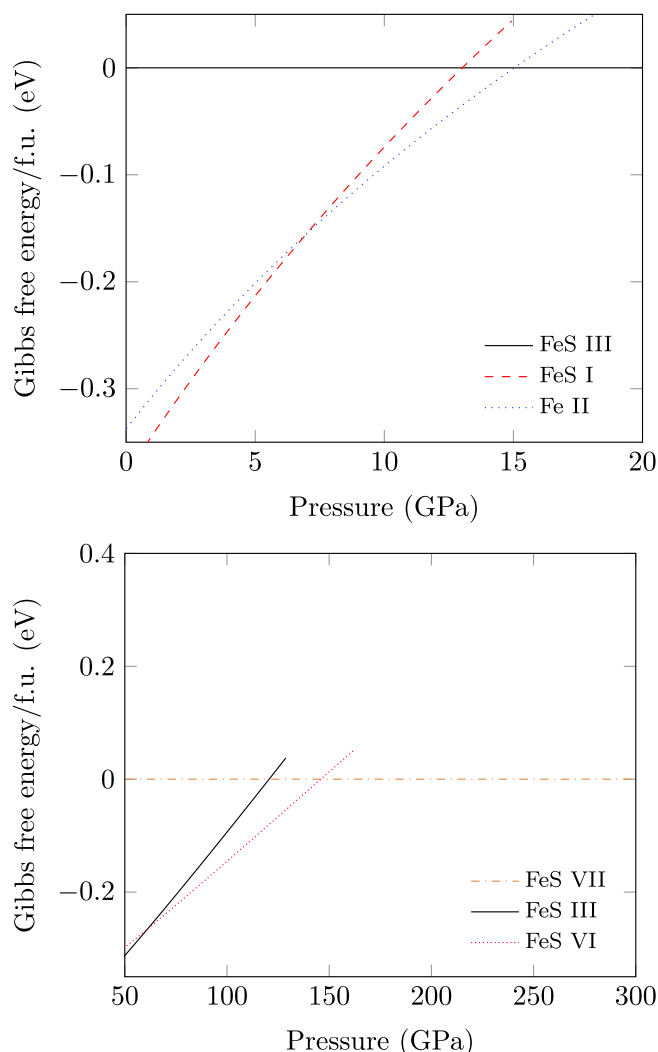 0
−0.1
−0.2
−0.3
Gibbs free energy/f.u. (eV)
FeS III
FeS I
Fe II
0 5 10 15 20
Pressure (GPa)
0.4
0.2
0
−0.2
Gibbs free energy/f.u. (eV)
FeS VII
FeS III
FeS VI
50 100 150 200 250 300
Pressure (GPa)